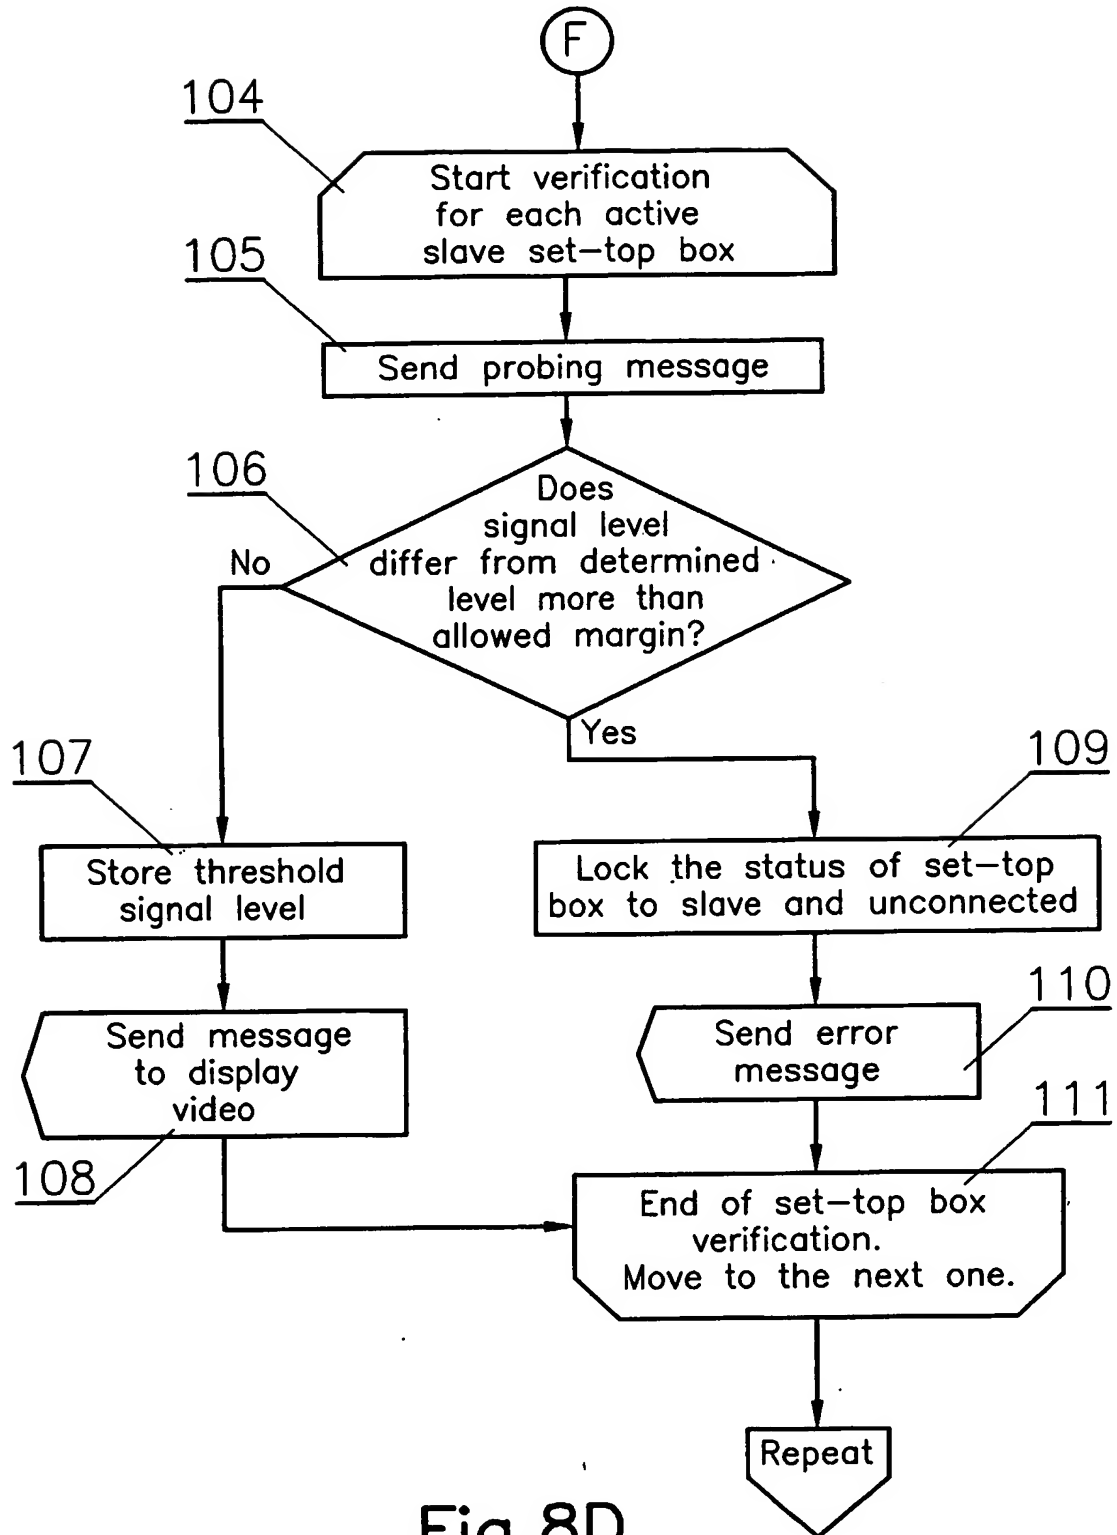 F
104
Start verification
for each active
slave set-top box
105
Send probing message
106
Does
signal level
differ from determined
level more than
allowed margin?
No
Yes
107
Store threshold
signal level
109
Lock the status of set-top
box to slave and unconnected
108
Send message
to display
video
110
Send error
message
111
End of set-top box
verification.
Move to the next one.
Repeat
Fig.8D